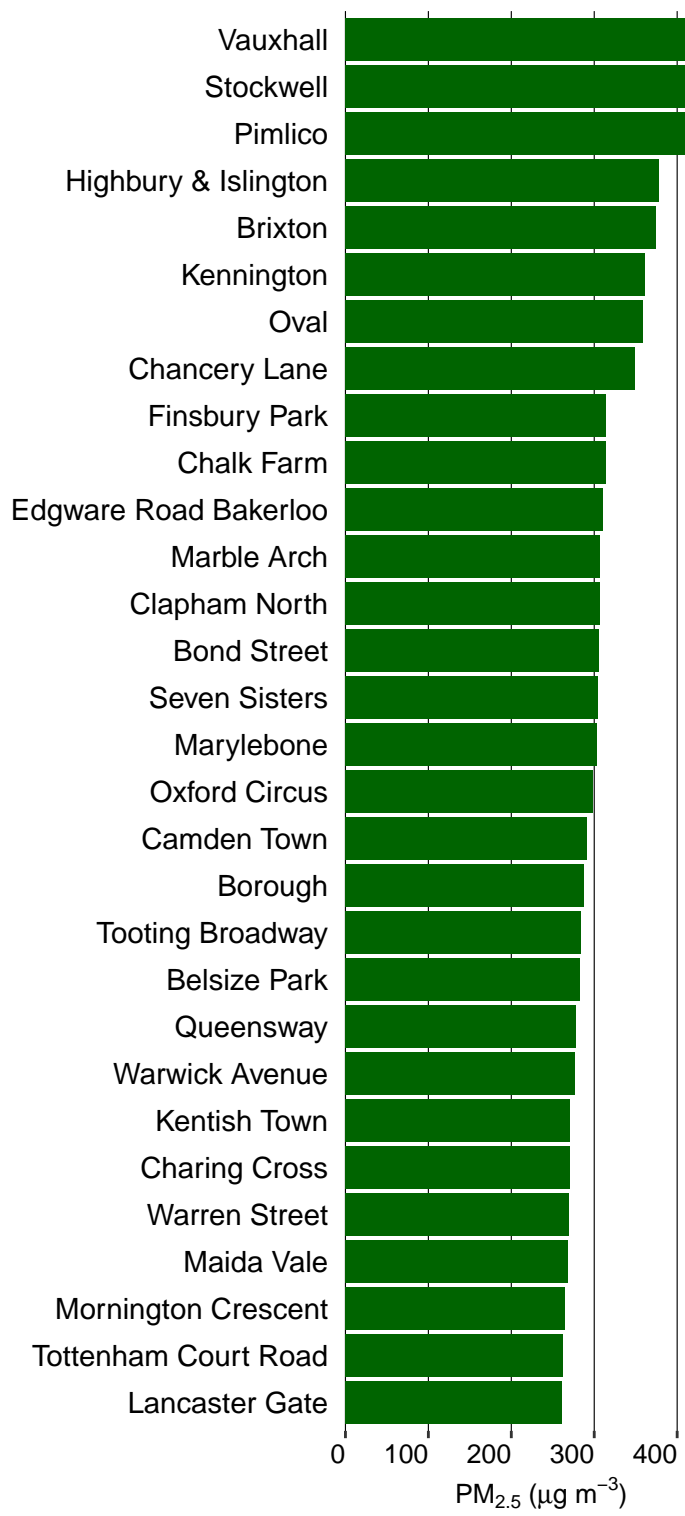 Vauxhall
Stockwell
Pimlico
Highbury & Islington
Brixton
Kennington
Oval
Chancery Lane
Finsbury Park
Chalk Farm
Edgware Road Bakerloo
Marble Arch
Clapham North
Bond Street
Seven Sisters
Marylebone
Oxford Circus
Camden Town
Borough
Tooting Broadway
Belsize Park
Queensway
Warwick Avenue
Kentish Town
Charing Cross
Warren Street
Maida Vale
Mornington Crescent
Tottenham Court Road
Lancaster Gate
0 100 200 300 400
PM₂.₅ (μg m⁻³)